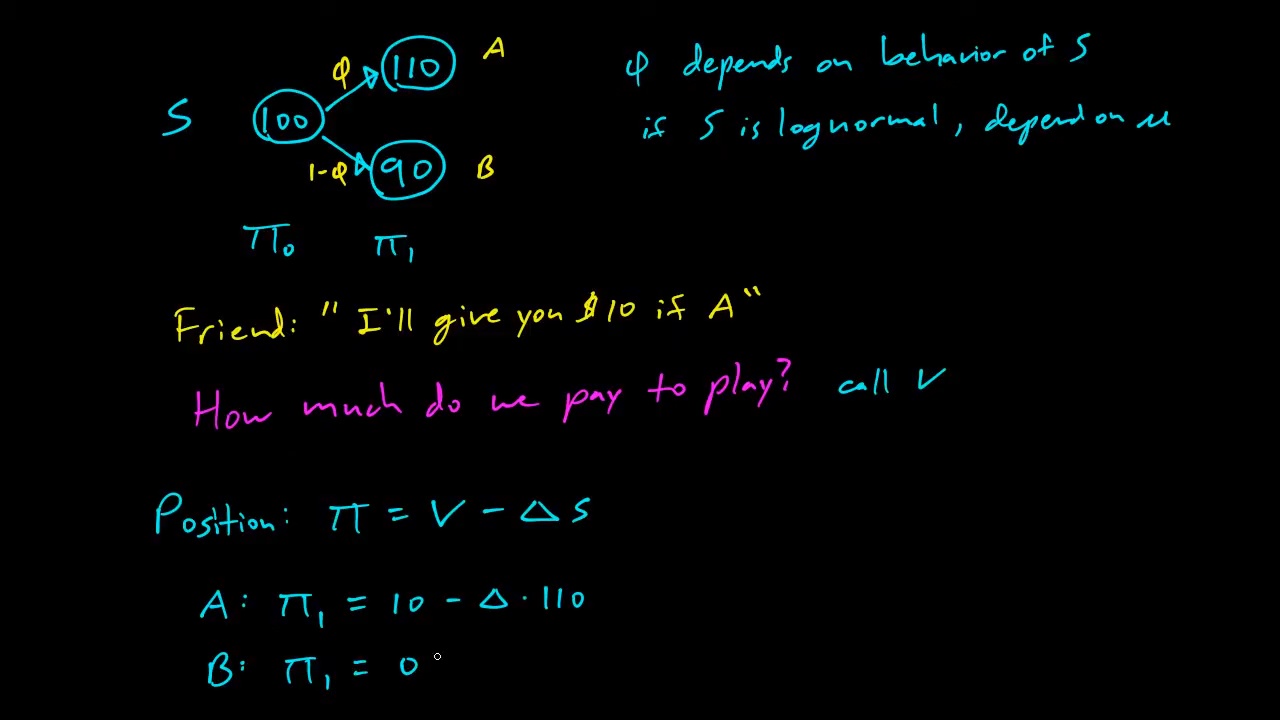 φ 110 A
S 100
1-φ 90 B
π₀ π₁
φ depends on behavior of S
if S is lognormal, depend on μ
Friend: "I'll give you $10 if A"
How much do we pay to play? call V
Position: π = V - Δ S
A: π₁ = 10 - Δ · 110
B: π₁ = 0